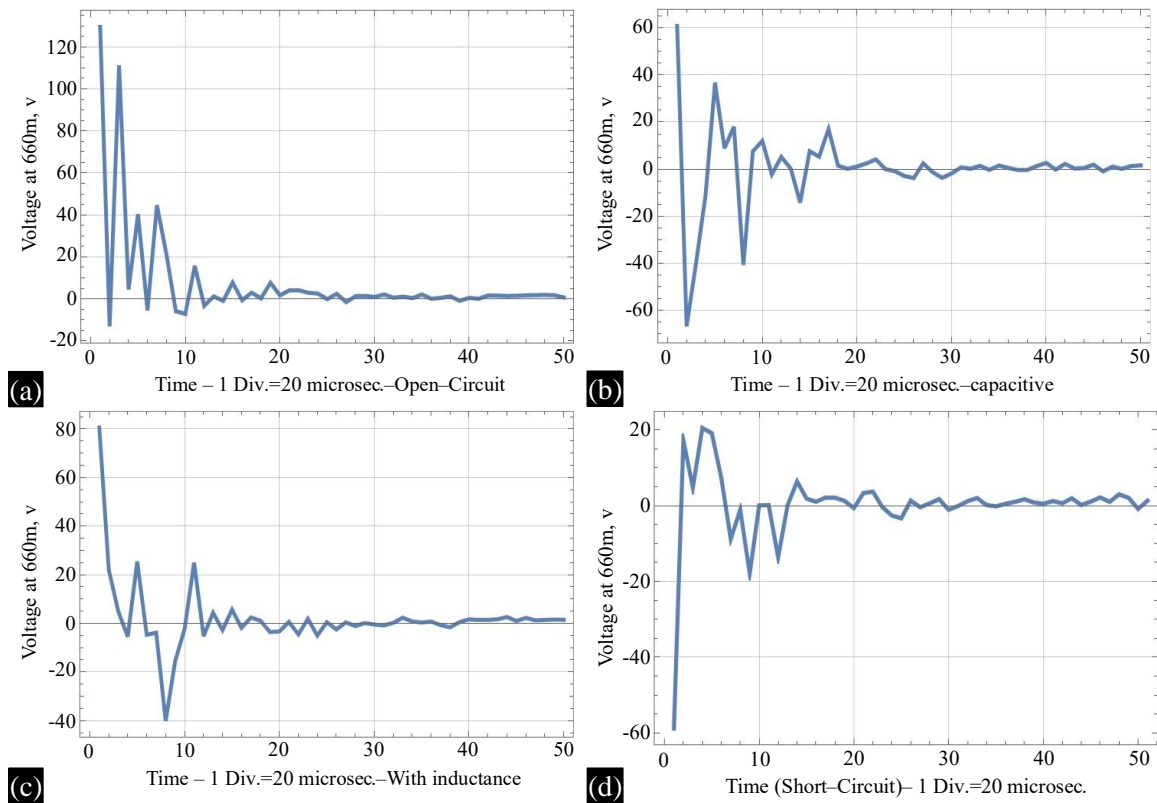 Voltage at 660m, v
120
100
80
60
40
20
0
-20
0 10 20 30 40 50
(a)
Time – 1 Div.=20 microsec.–Open–Circuit
Voltage at 660m, v
60
40
20
0
-20
-40
-60
0 10 20 30 40 50
(b)
Time – 1 Div.=20 microsec.–capacitive
Voltage at 660m, v
80
60
40
20
0
-20
-40
0 10 20 30 40 50
(c)
Time – 1 Div.=20 microsec.–With inductance
Voltage at 660m, v
20
0
-20
-40
-60
0 10 20 30 40 50
(d)
Time (Short–Circuit)– 1 Div.=20 microsec.